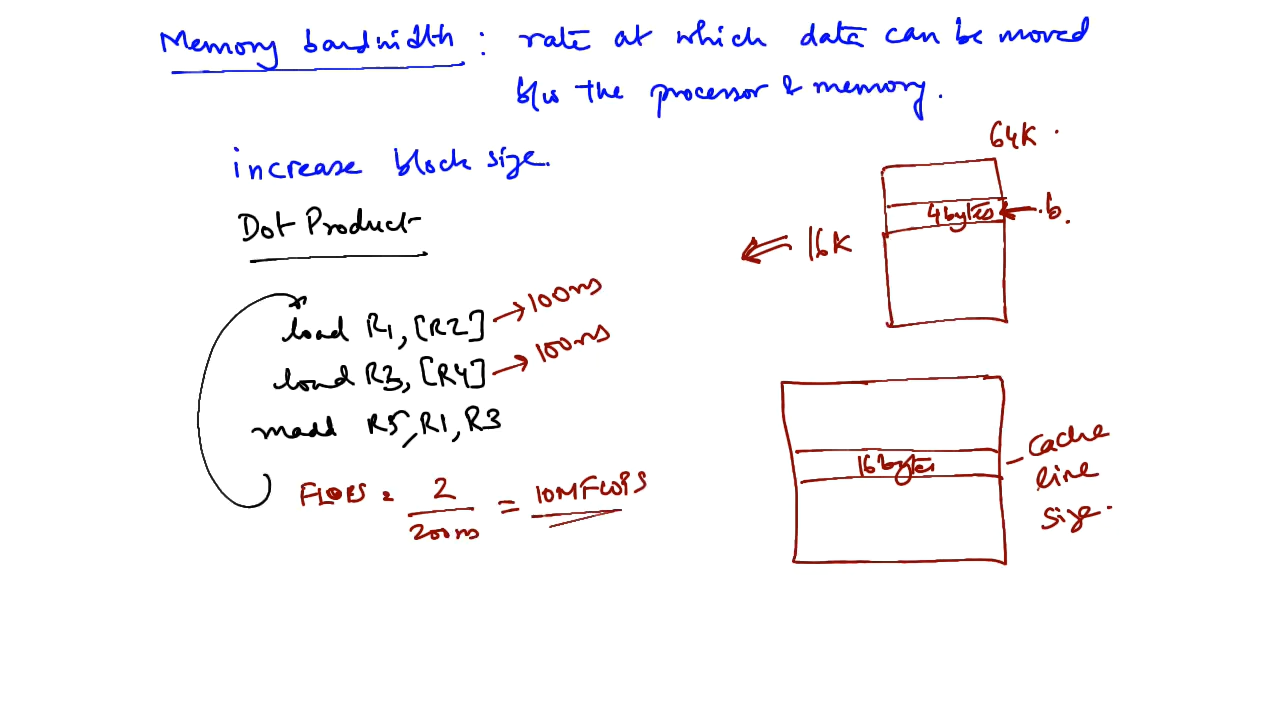 Memory bandwidth : rate at which data can be moved
b/w the processor & memory.
increase block size.
64K
4bytes
b.
16K
Dot Product
load R1, [R2] → 100ns
load R3, [R4] → 100ns
madd R5, R1, R3
FLOPS = 2 / 200ns = 10MFLOPS
16bytes
cache
line
size.